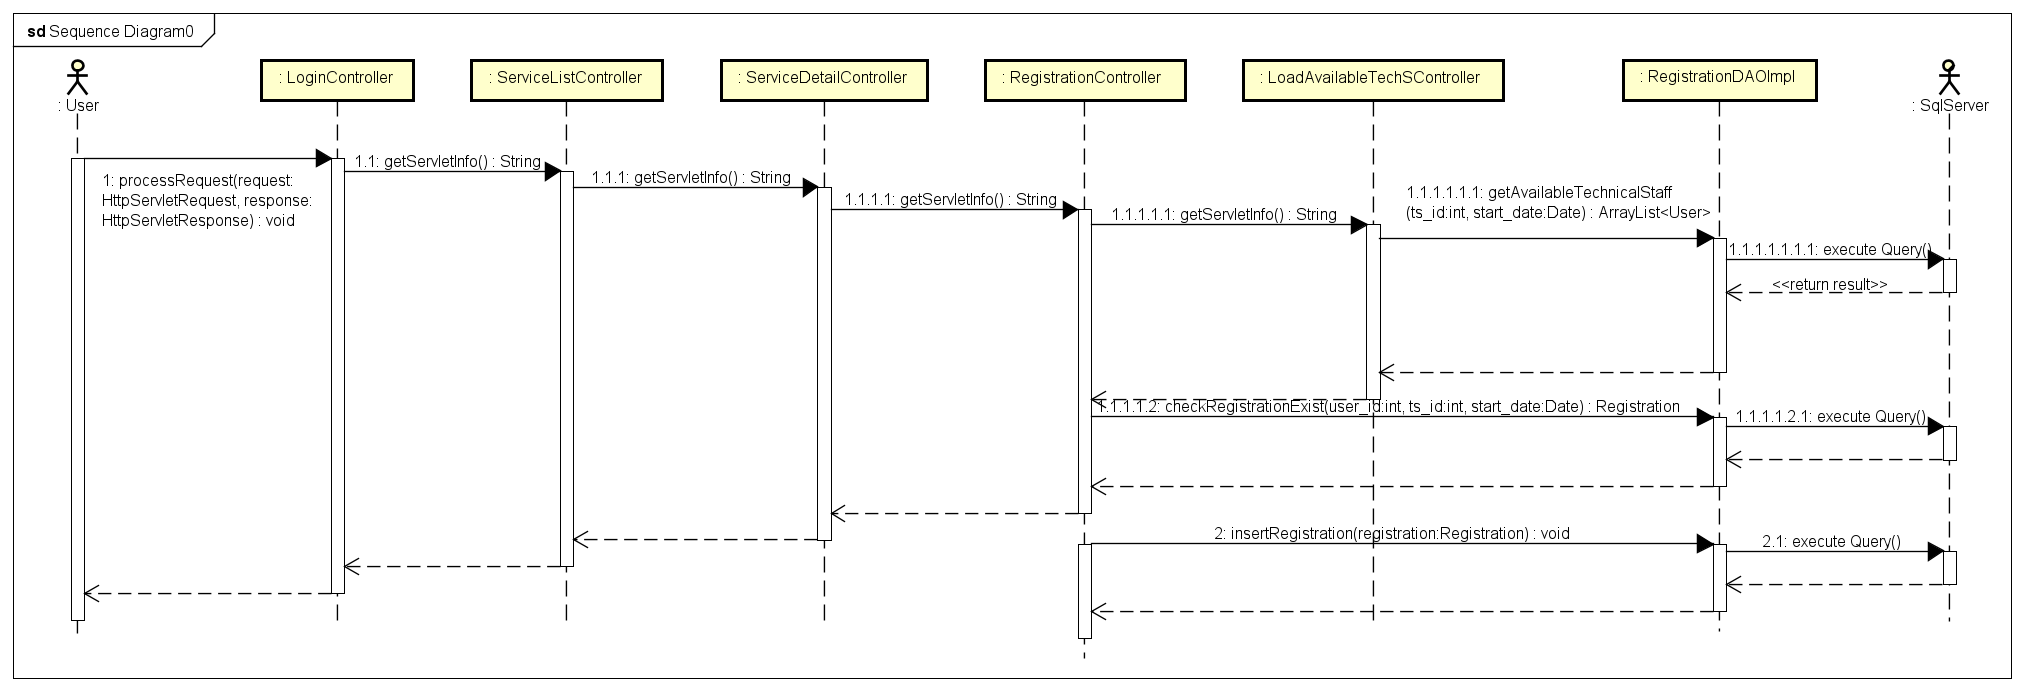 sd Sequence Diagram0
: User
: LoginController
: ServiceListController
: ServiceDetailController
: RegistrationController
: LoadAvailableTechSController
: RegistrationDAOImpl
: SqlServer
1: processRequest(request:
HttpServletRequest, response:
HttpServletResponse) : void
1.1: getServletInfo() : String
1.1.1: getServletInfo() : String
1.1.1.1: getServletInfo() : String
1.1.1.1.1: getServletInfo() : String
1.1.1.1.1.1: getAvailableTechnicalStaff
(ts_id:int, start_date:Date) : ArrayList<User>
1.1.1.1.1.1.1: execute Query()
<<return result>>
1.1.1.1.2: checkRegistrationExist(user_id:int, ts_id:int, start_date:Date) : Registration
1.1.1.1.2.1: execute Query()
2: insertRegistration(registration:Registration) : void
2.1: execute Query()